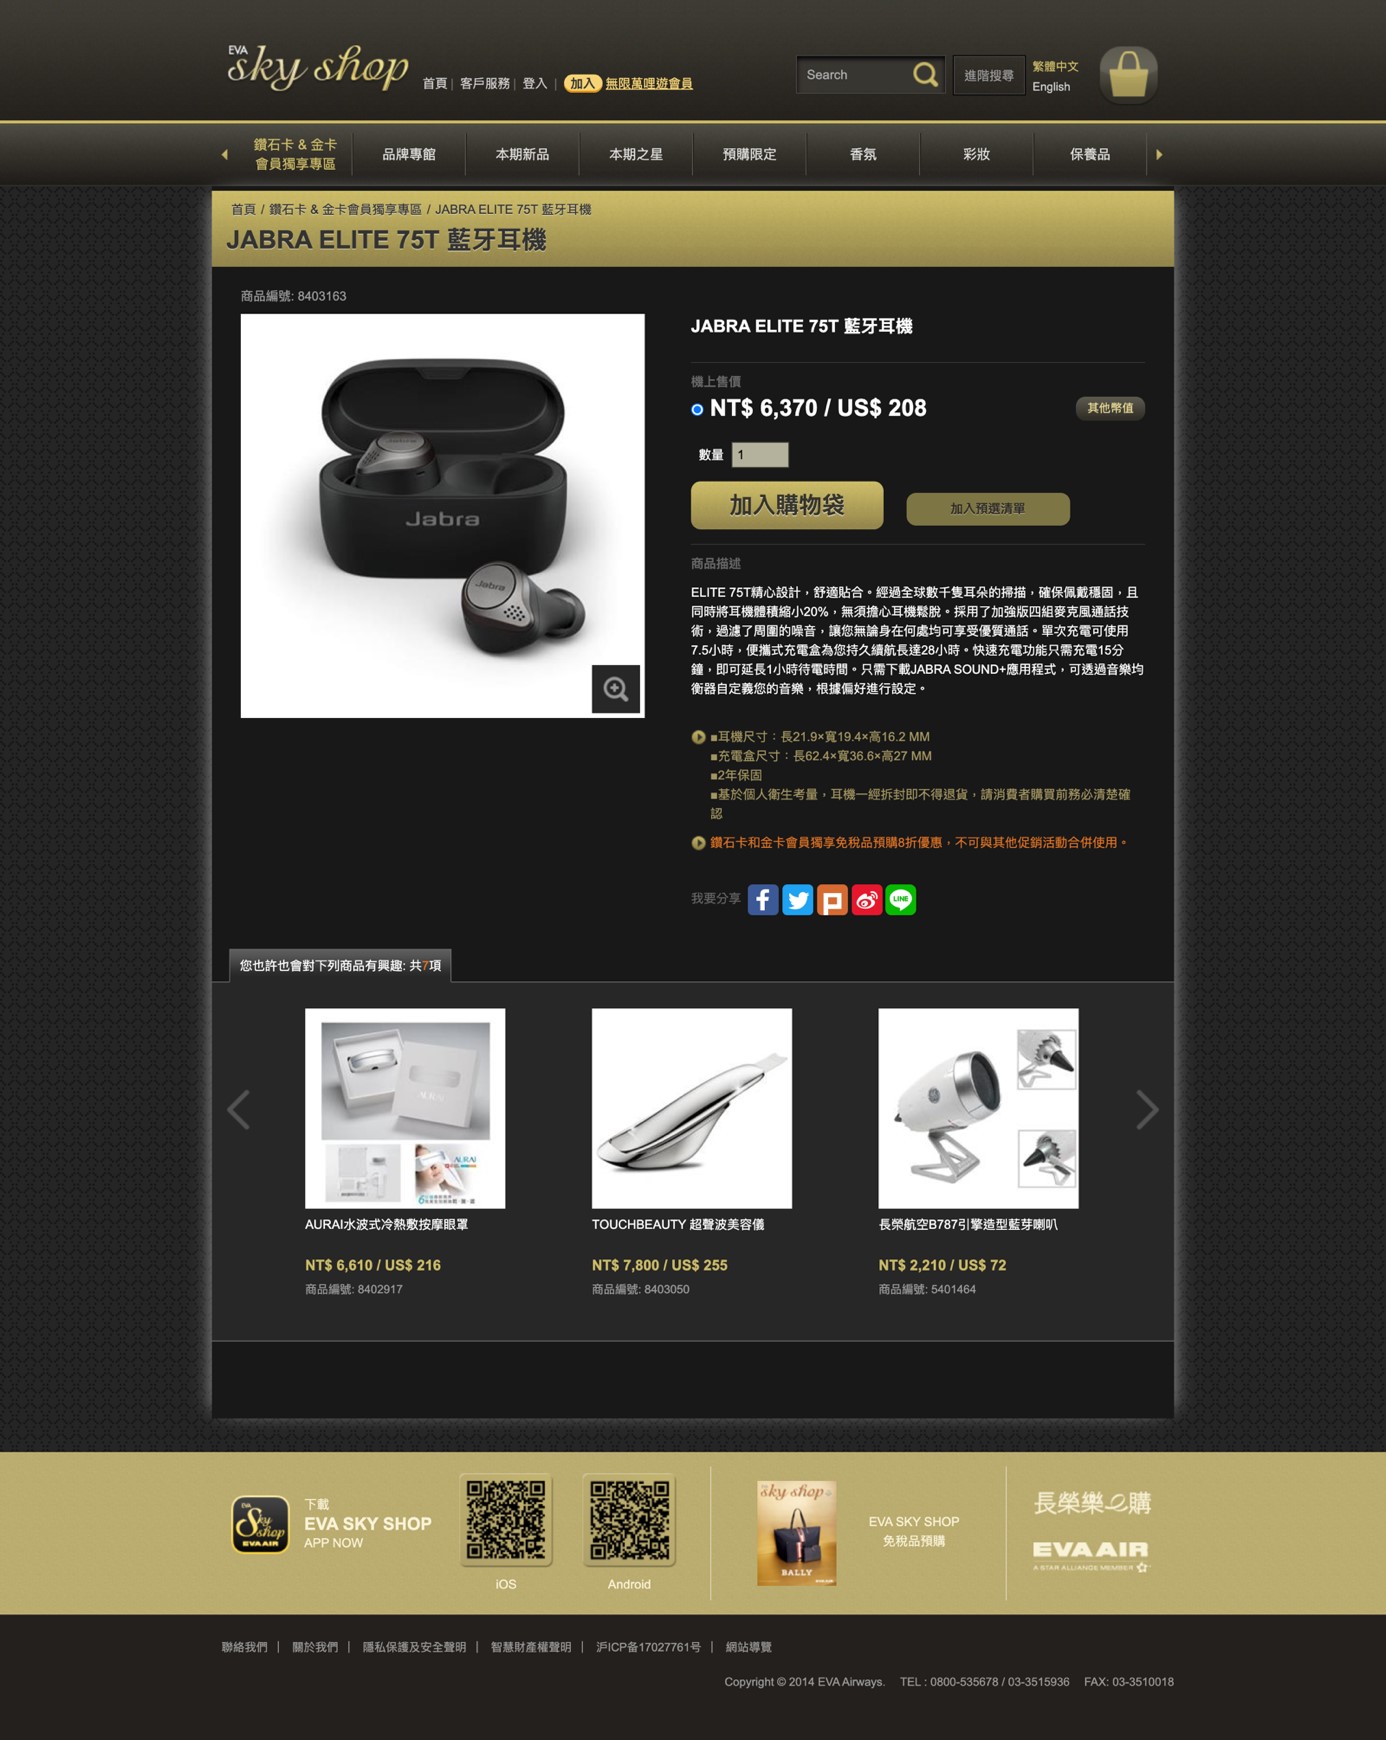 EVA
sky shop
首頁 | 客戶服務 | 登入 | 加入 無限萬哩遊會員
Search
進階搜尋
繁體中文
English
鑽石卡 & 金卡
會員獨享專區
品牌專館
本期新品
本期之星
預購限定
香氛
彩妝
保養品
首頁 / 鑽石卡 & 金卡會員獨享專區 / JABRA ELITE 75T 藍牙耳機
JABRA ELITE 75T 藍牙耳機
商品編號: 8403163
Jabra
Jabra
Jabra
JABRA ELITE 75T 藍牙耳機
機上售價
NT$ 6,370 / US$ 208
其他幣值
數量 1
加入購物袋
加入預選清單
商品描述
ELITE 75T精心設計，舒適貼合。經過全球數千隻耳朵的掃描，確保佩戴穩固，且
同時將耳機體積縮小20%，無須擔心耳機鬆脫。採用了加強版四組麥克風通話技
術，過濾了周圍的噪音，讓您無論身在何處均可享受優質通話。單次充電可使用
7.5小時，便攜式充電盒為您持久續航長達28小時。快速充電功能只需充電15分
鐘，即可延長1小時待電時間。只需下載JABRA SOUND+應用程式，可透過音樂均
衡器自定義您的音樂，根據偏好進行設定。
■耳機尺寸：長21.9×寬19.4×高16.2 MM
■充電盒尺寸：長62.4×寬36.6×高27 MM
■2年保固
■基於個人衛生考量，耳機一經拆封即不得退貨，請消費者購買前務必清楚確
認
鑽石卡和金卡會員獨享免稅品預購8折優惠，不可與其他促銷活動合併使用。
我要分享
LINE
您也許也會對下列商品有興趣: 共7項
AURAI
AURAI
AURAI水波式冷熱敷按摩眼罩
NT$ 6,610 / US$ 216
商品編號: 8402917
TOUCHBEAUTY 超聲波美容儀
NT$ 7,800 / US$ 255
商品編號: 8403050
長榮航空B787引擎造型藍芽喇叭
NT$ 2,210 / US$ 72
商品編號: 5401464
EVA
Sky shop
EVA AIR
下載
EVA SKY SHOP
APP NOW
iOS
Android
sky shop
BALLY
EVA SKY SHOP
免稅品預購
長榮樂e購
EVA AIR
A STAR ALLIANCE MEMBER
聯絡我們 | 關於我們 | 隱私保護及安全聲明 | 智慧財產權聲明 | 沪ICP备17027761号 | 網站導覽
Copyright © 2014 EVA Airways. TEL : 0800-535678 / 03-3515936 FAX: 03-3510018